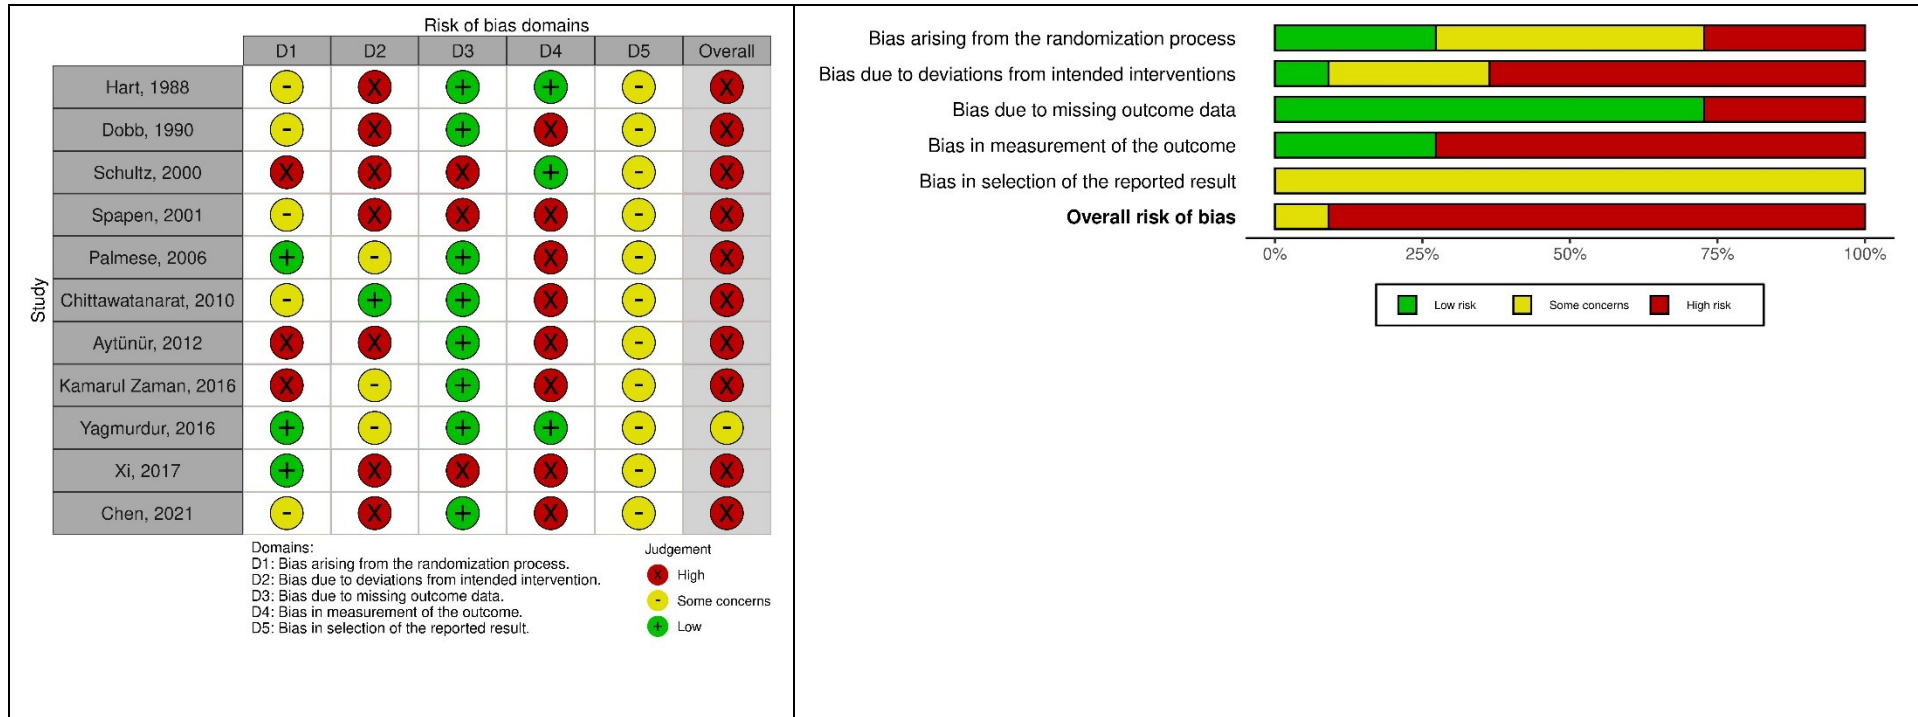 Risk of bias domains
D1 D2 D3 D4 D5 Overall
Study
Hart, 1988 - X + + - X
Dobb, 1990 - X + X - X
Schultz, 2000 X X X + - X
Spapen, 2001 - X X X - X
Palmese, 2006 + - + X - X
Chittawatanarat, 2010 - + + X - X
Aytünür, 2012 X X + X - X
Kamarul Zaman, 2016 X - + X - X
Yagmurdur, 2016 + - + + - -
Xi, 2017 + X X X - X
Chen, 2021 - X + X - X
Domains:
D1: Bias arising from the randomization process.
D2: Bias due to deviations from intended intervention.
D3: Bias due to missing outcome data.
D4: Bias in measurement of the outcome.
D5: Bias in selection of the reported result.
Judgement
X High
- Some concerns
+ Low
Bias arising from the randomization process
Bias due to deviations from intended interventions
Bias due to missing outcome data
Bias in measurement of the outcome
Bias in selection of the reported result
Overall risk of bias
0% 25% 50% 75% 100%
Low risk Some concerns High risk